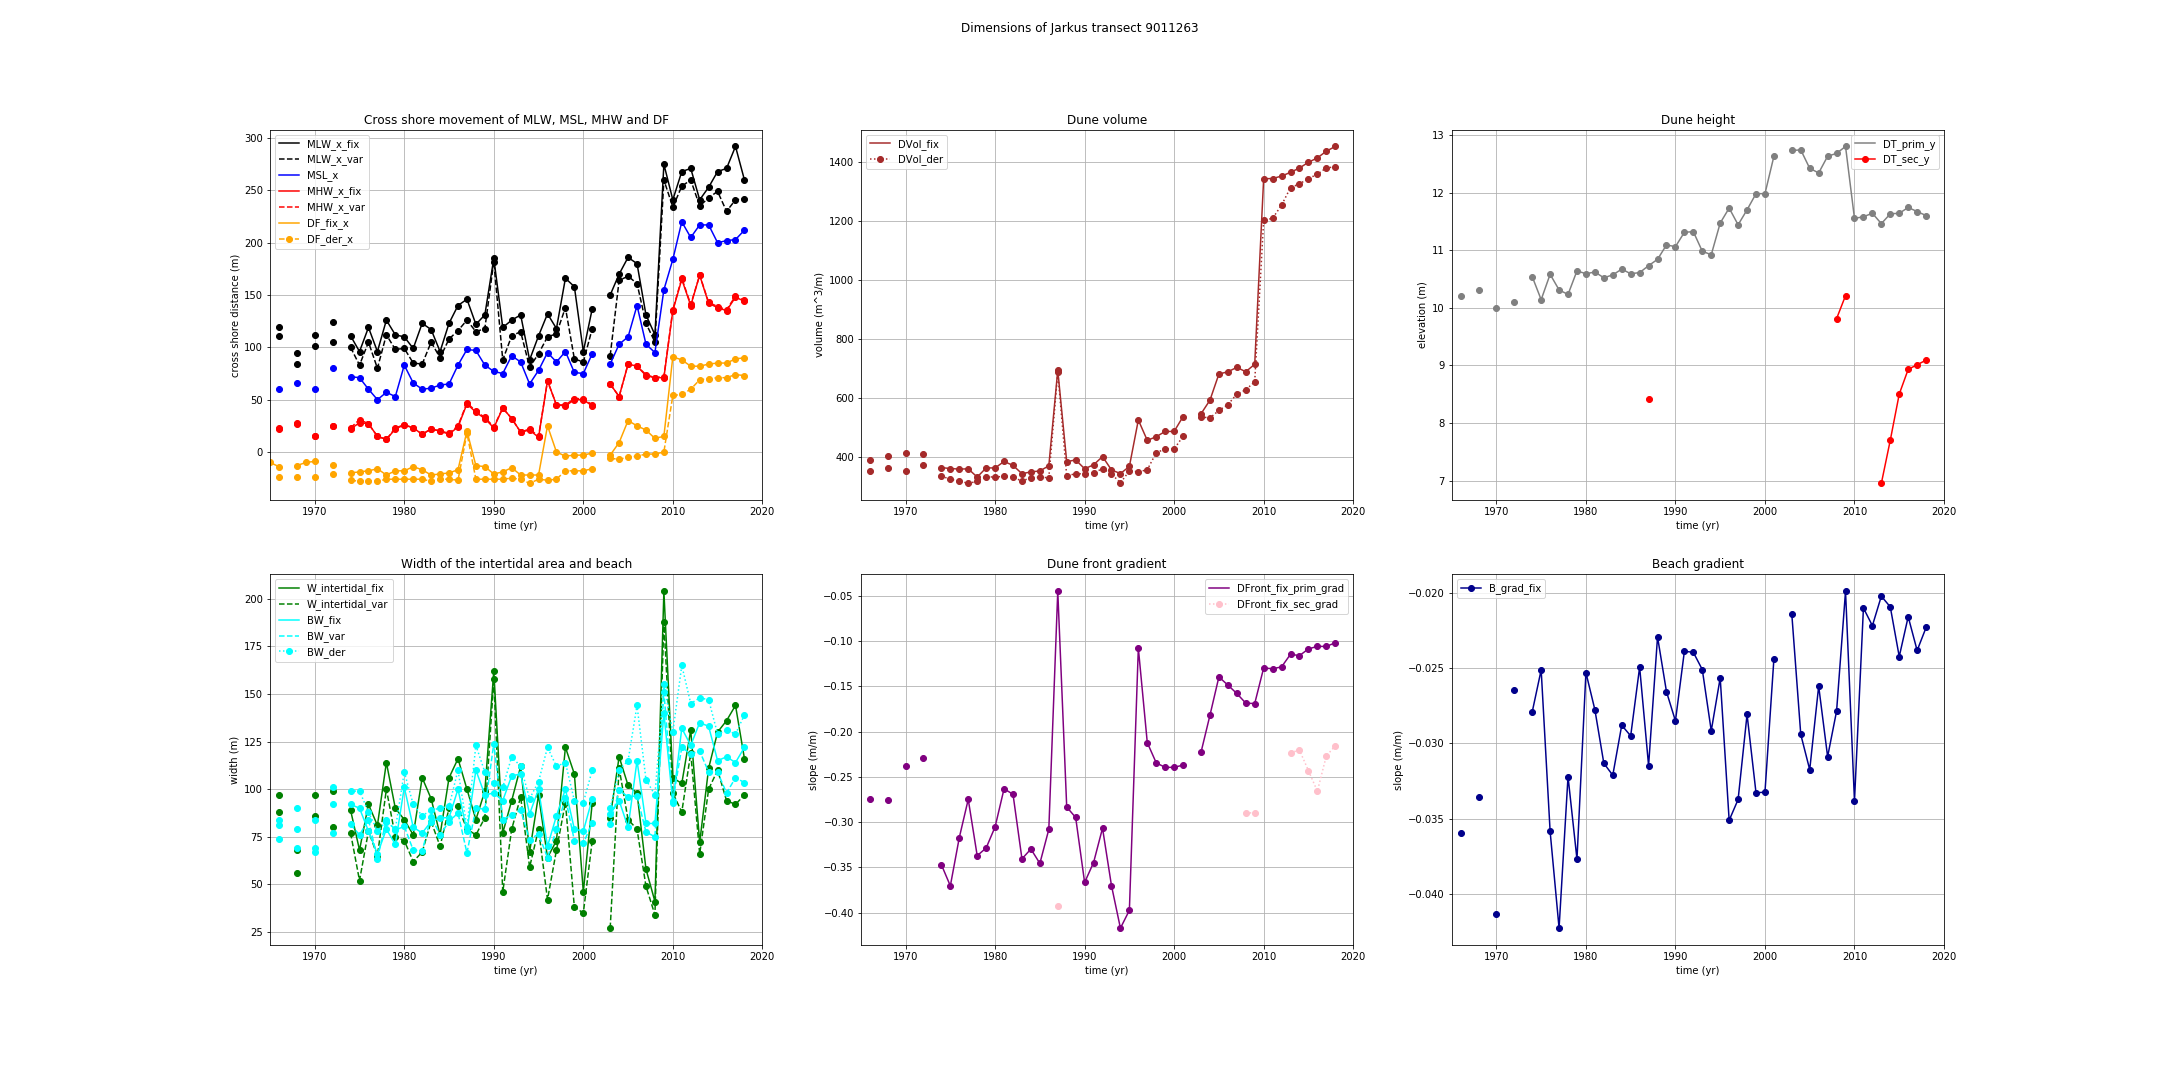 Dimensions of Jarkus transect 9011263
Cross shore movement of MLW, MSL, MHW and DF
300
250
200
150
100
50
0
cross shore distance (m)
MLW_x_fix
MLW_x_var
MSL_x
MHW_x_fix
MHW_x_var
DF_fix_x
DF_der_x
1970 1980 1990 2000 2010 2020
time (yr)
Dune volume
1400
1200
1000
800
600
400
volume (m^3/m)
DVol_fix
DVol_der
1970 1980 1990 2000 2010 2020
time (yr)
Dune height
13
12
11
10
9
8
7
elevation (m)
DT_prim_y
DT_sec_y
1970 1980 1990 2000 2010 2020
time (yr)
Width of the intertidal area and beach
200
175
150
125
100
75
50
25
width (m)
W_intertidal_fix
W_intertidal_var
BW_fix
BW_var
BW_der
1970 1980 1990 2000 2010 2020
time (yr)
Dune front gradient
−0.05
−0.10
−0.15
−0.20
−0.25
−0.30
−0.35
−0.40
slope (m/m)
DFront_fix_prim_grad
DFront_fix_sec_grad
1970 1980 1990 2000 2010 2020
time (yr)
Beach gradient
−0.020
−0.025
−0.030
−0.035
−0.040
slope (m/m)
B_grad_fix
1970 1980 1990 2000 2010 2020
time (yr)